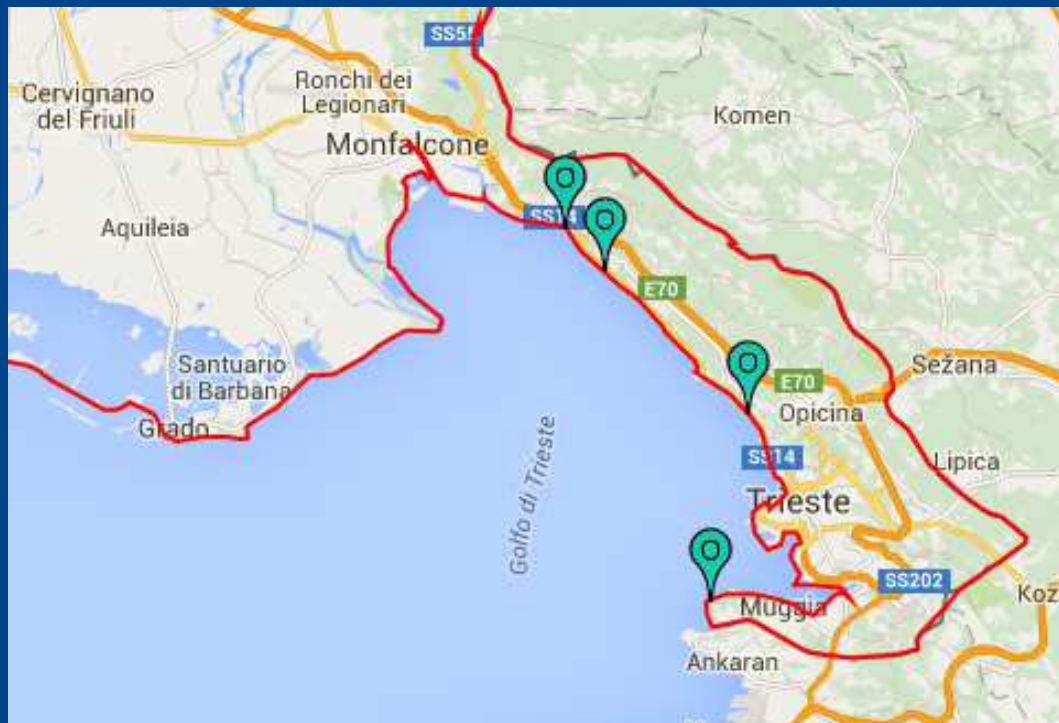 SS55
Ronchi dei
Legionari
Cervignano
del Friuli
Komen
Monfalcone
Aquileia
SS14
E70
Santuario
di Barbana
Sežana
E70
Opicina
Grado
SS14
Lipica
Golfo di Trieste
Trieste
SS202
Muggia
Kož
Ankaran